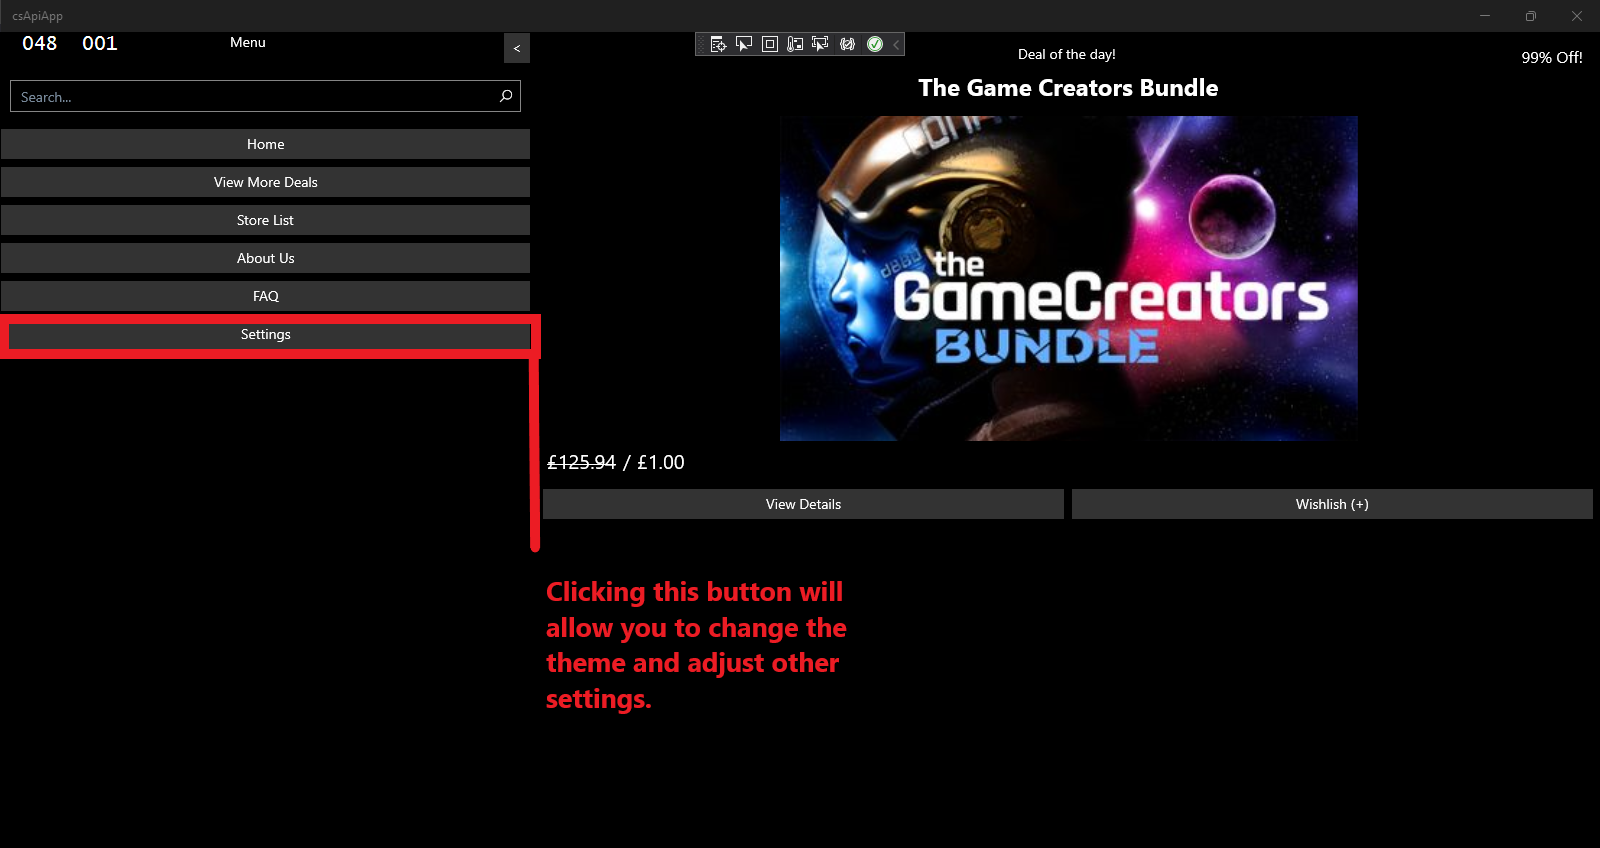 csApiApp
048 001
Menu
<
Search...
Home
View More Deals
Store List
About Us
FAQ
Settings
Deal of the day!
99% Off!
The Game Creators Bundle
dBBD
the
GameCreators
BUNDLE
£125.94 / £1.00
View Details
Wishlish (+)
Clicking this button will
allow you to change the
theme and adjust other
settings.